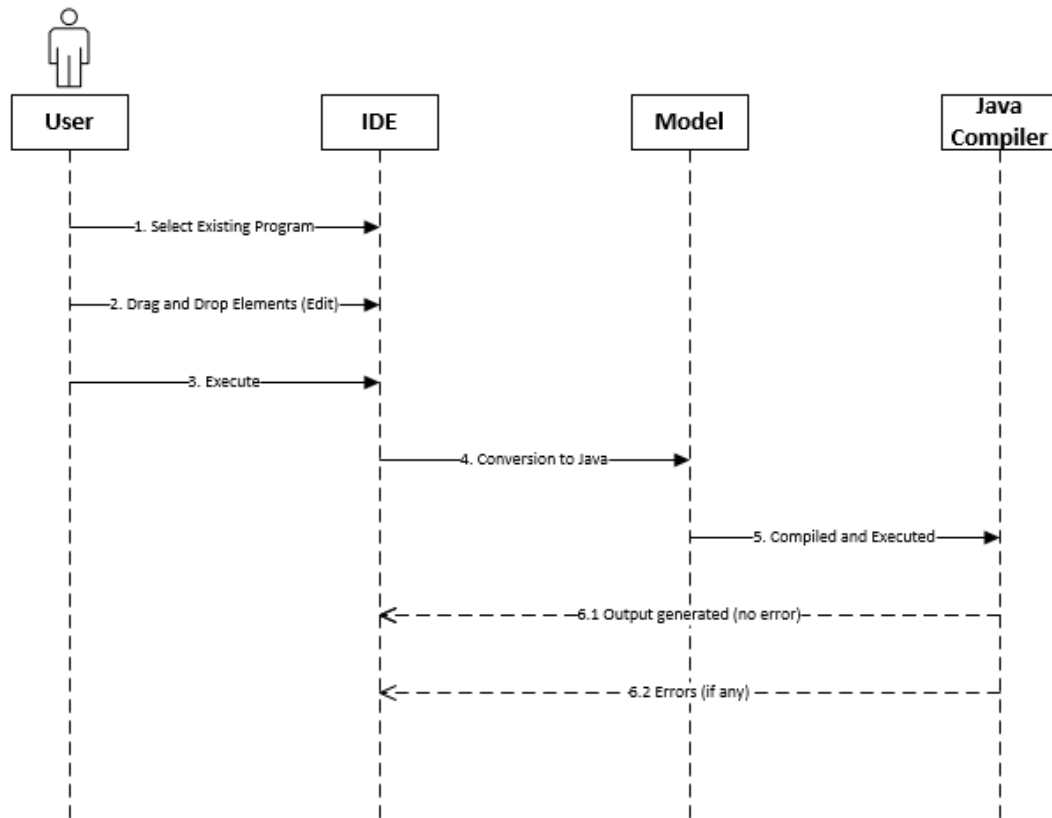 User
IDE
Model
Java
Compiler
1. Select Existing Program
2. Drag and Drop Elements (Edit)
3. Execute
4. Conversion to Java
5. Compiled and Executed
6.1 Output generated (no error)
6.2 Errors (if any)